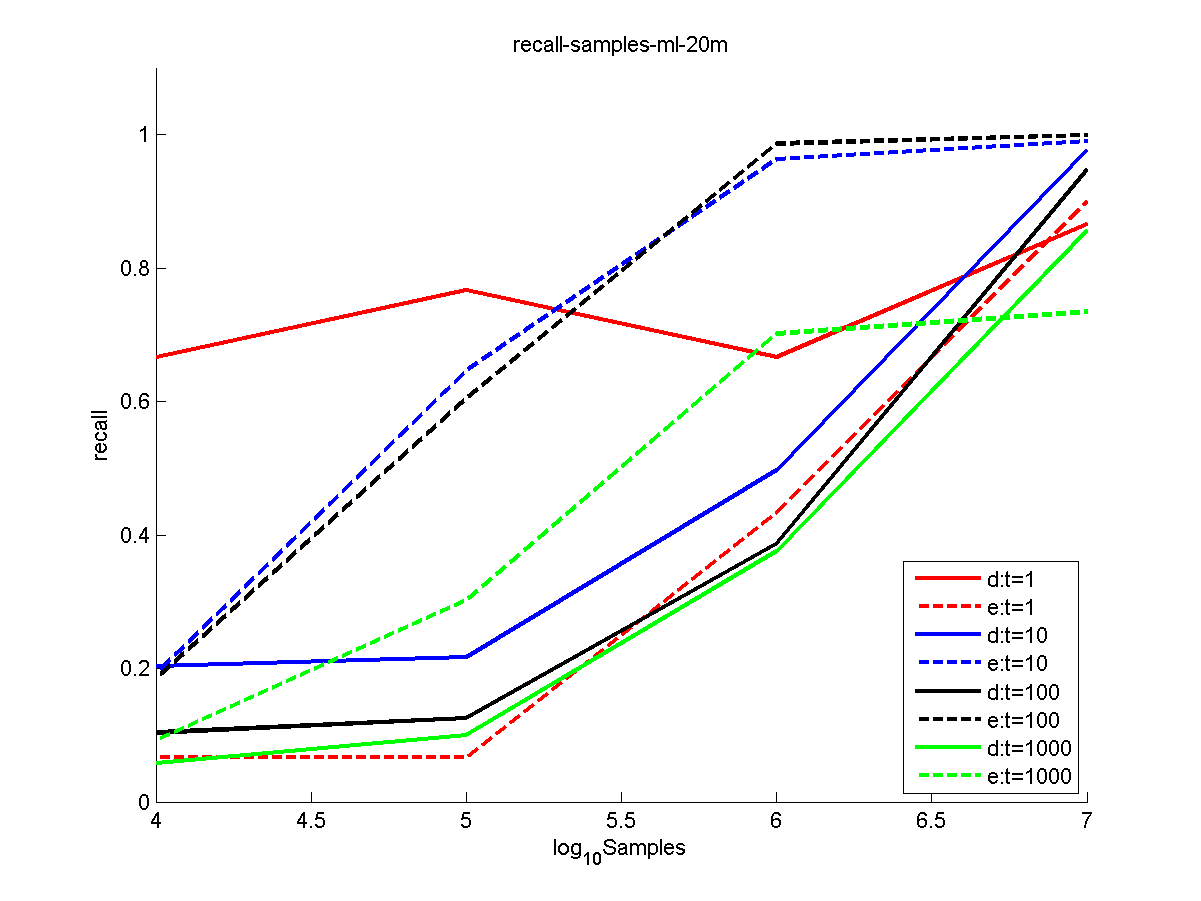 recall-samples-ml-20m
1
0.8
0.6
0.4
0.2
0
recall
4
4.5
5
5.5
6
6.5
7
log10Samples
d:t=1
e:t=1
d:t=10
e:t=10
d:t=100
e:t=100
d:t=1000
e:t=1000